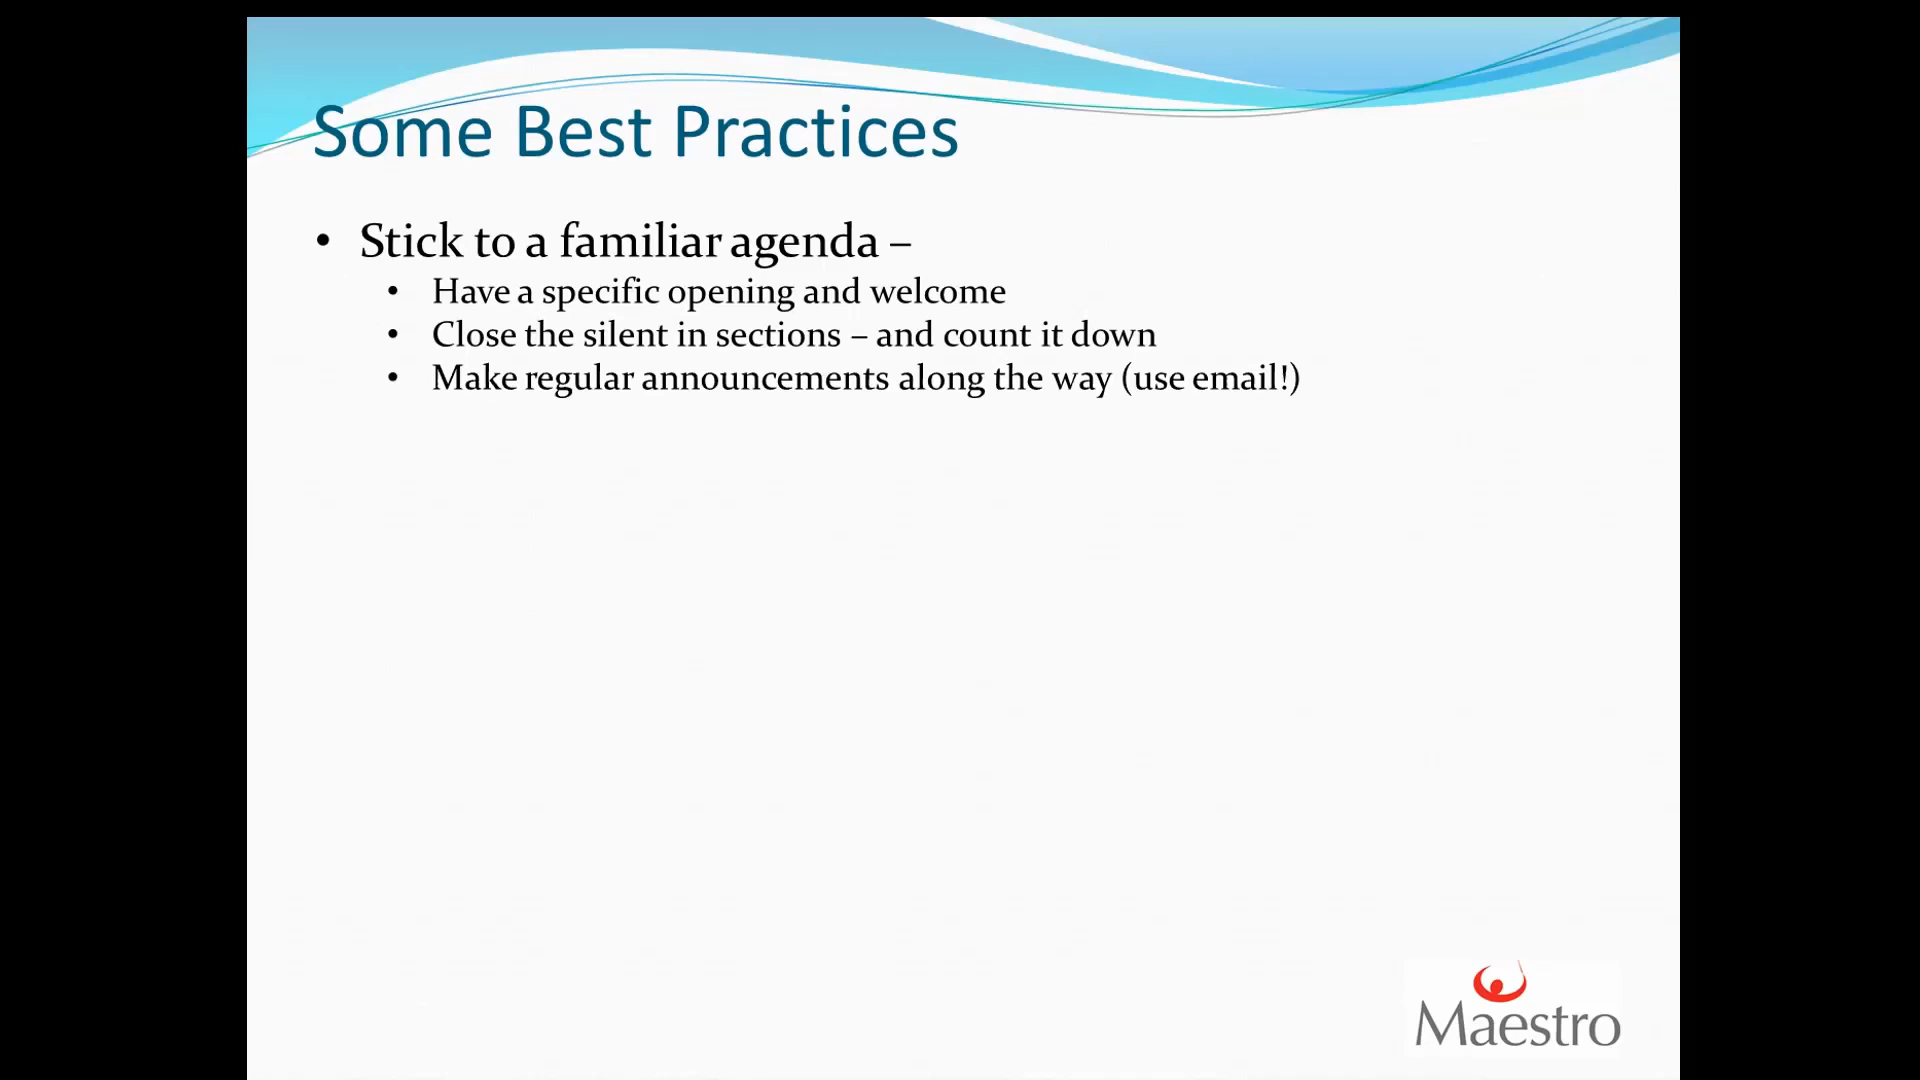 Some Best Practices
• Stick to a familiar agenda –
• Have a specific opening and welcome
• Close the silent in sections – and count it down
• Make regular announcements along the way (use email!)
Maestro